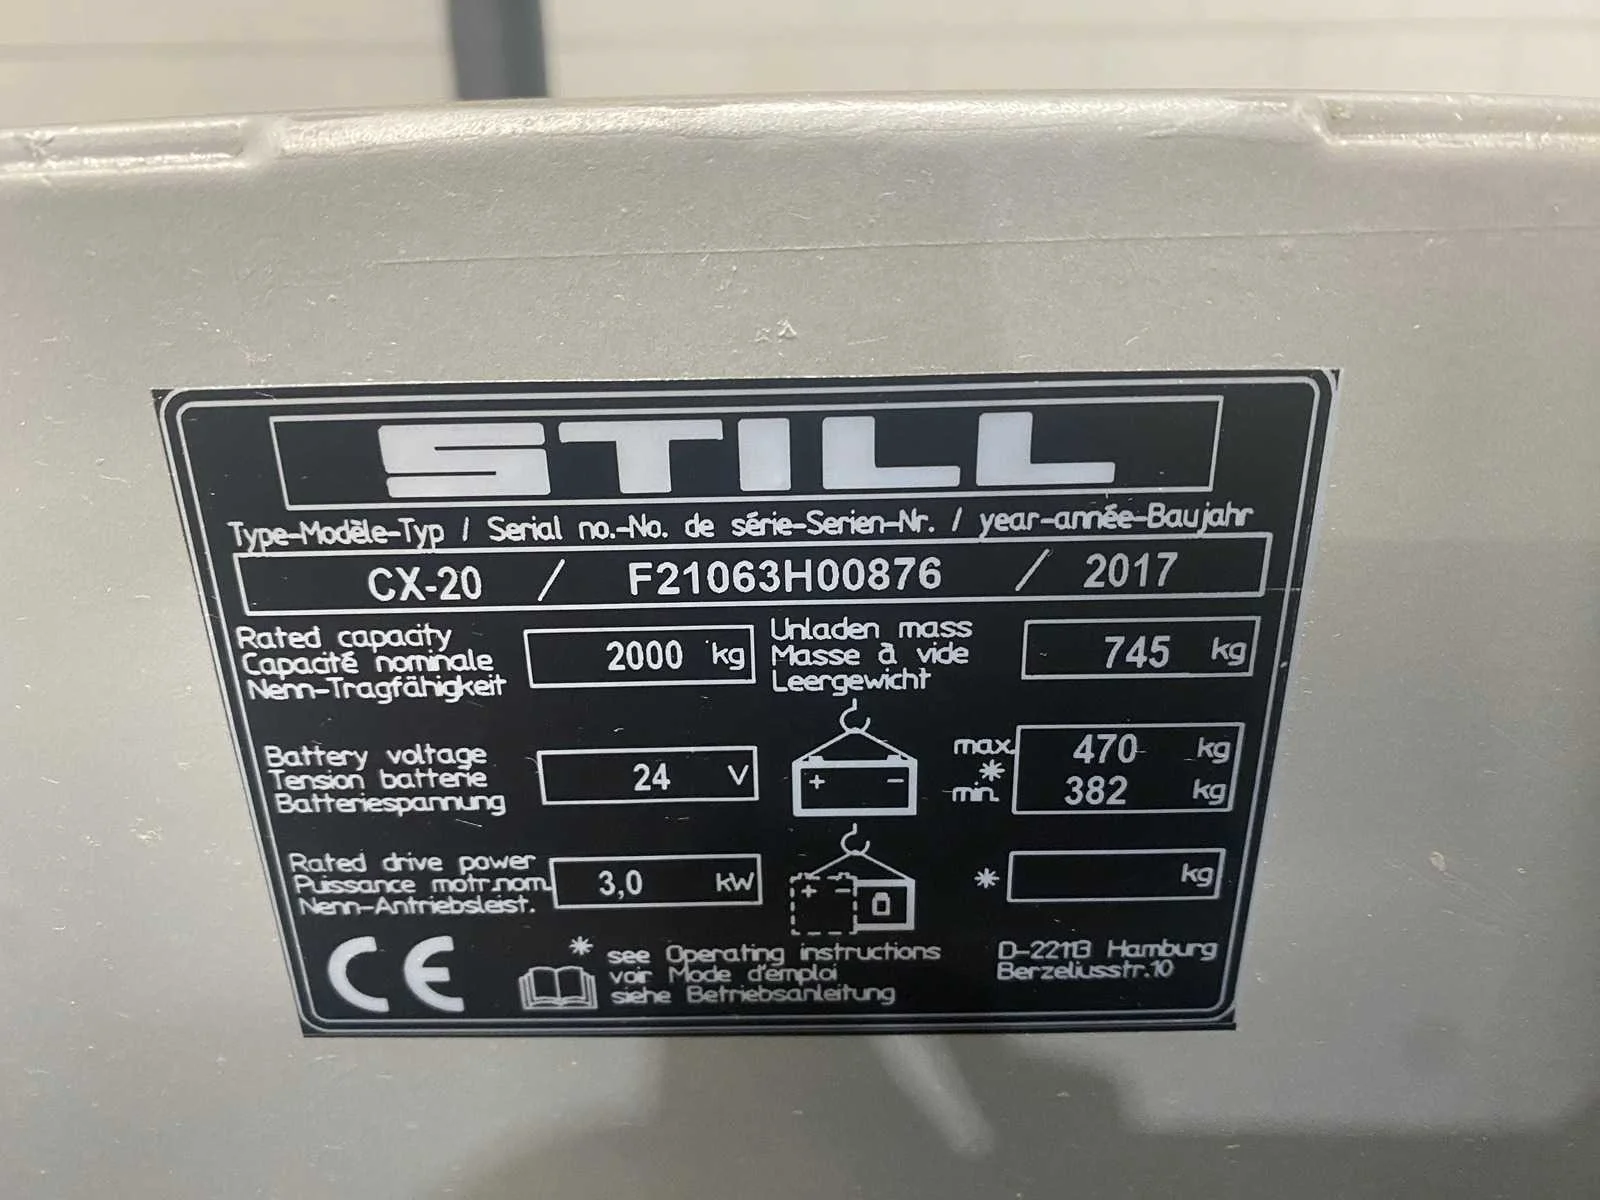 STILL
Type-Modèle-Typ / Serial no.-No. de série-Serien-Nr. / year-année-Baujahr
CX-20 / F21063H00876 / 2017
Rated capacity
Capacité nominale
Nenn-Tragfähigkeit
2000 kg
Unladen mass
Masse à vide
Leergewicht
745 kg
Battery voltage
Tension batterie
Batteriespannung
24 V
+ -
max. 470 kg
*
min. 382 kg
Rated drive power
Puissance motr.nom.
Nenn-Antriebsleist.
3,0 kW
+ -
* kg
CE
* see Operating instructions
voir Mode d'emploi
siehe Betriebsanleitung
D-22113 Hamburg
Berzeliusstr.10